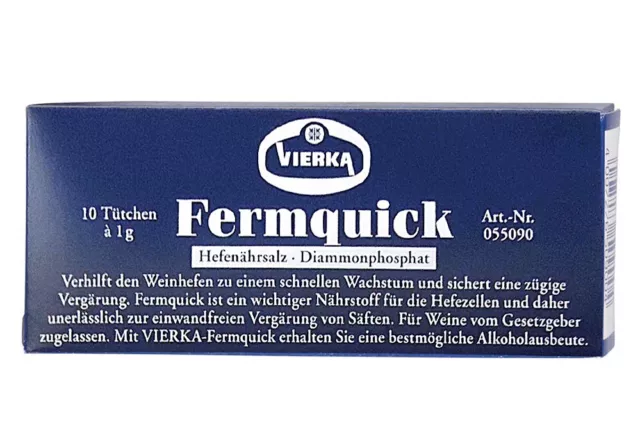 VIERKA
10 Tütchen
à 1g
Fermquick
Art.-Nr.
055090
Hefenährsalz · Diammonphosphat
Verhilft den Weinhefen zu einem schnellen Wachstum und sichert eine zügige
Vergärung. Fermquick ist ein wichtiger Nährstoff für die Hefezellen und daher
unerläßlich zur einwandfreien Vergärung von Säften. Für Weine vom Gesetzgeber
zugelassen. Mit VIERKA-Fermquick erhalten Sie eine bestmögliche Alkoholausbeute.